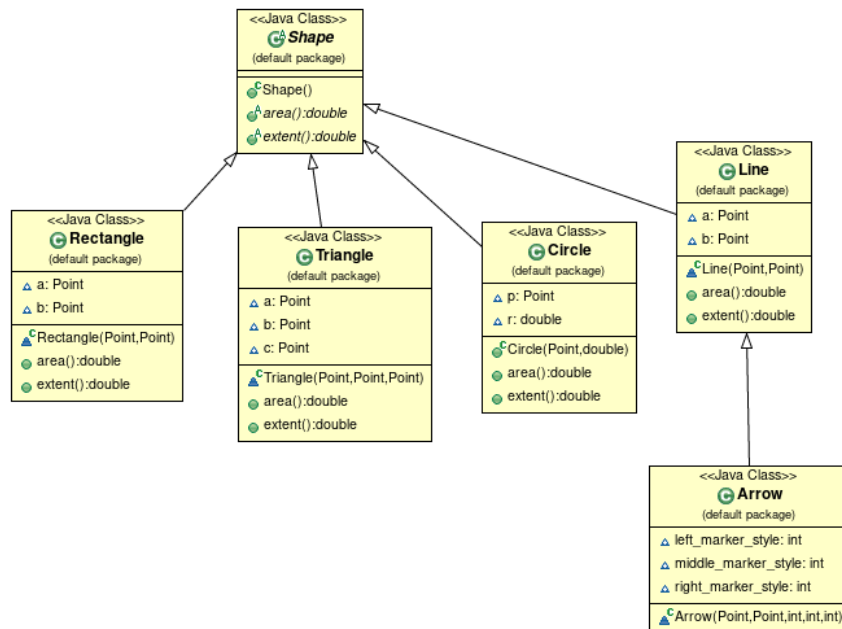 <<Java Class>>
Shape
(default package)
Shape()
area():double
extent():double
<<Java Class>>
Rectangle
(default package)
a: Point
b: Point
Rectangle(Point,Point)
area():double
extent():double
<<Java Class>>
Triangle
(default package)
a: Point
b: Point
c: Point
Triangle(Point,Point,Point)
area():double
extent():double
<<Java Class>>
Circle
(default package)
p: Point
r: double
Circle(Point,double)
area():double
extent():double
<<Java Class>>
Line
(default package)
a: Point
b: Point
Line(Point,Point)
area():double
extent():double
<<Java Class>>
Arrow
(default package)
left_marker_style: int
middle_marker_style: int
right_marker_style: int
Arrow(Point,Point,int,int,int)